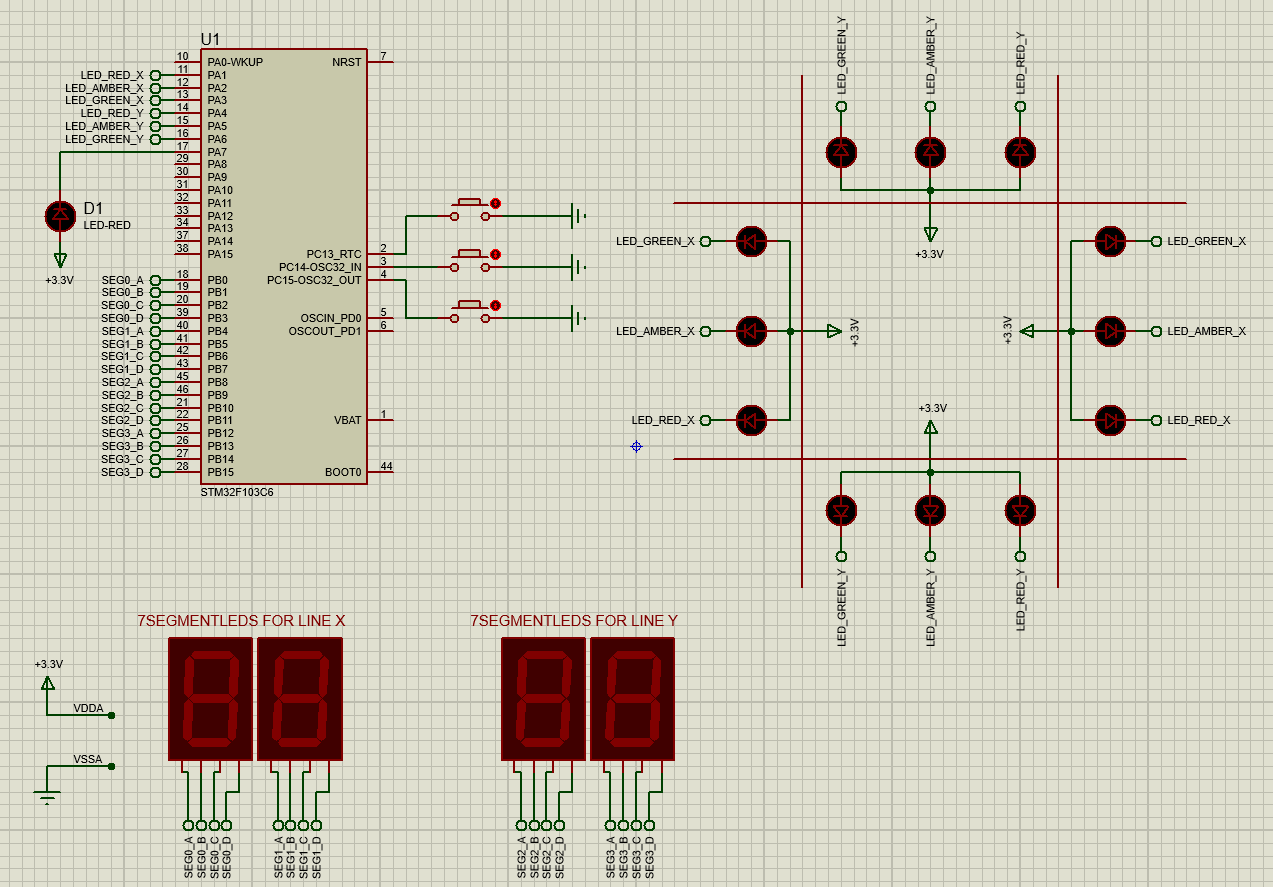 U1
10 PA0-WKUP NRST 7
LED_RED_X 11 PA1
LED_AMBER_X 12 PA2
LED_GREEN_X 13 PA3
LED_RED_Y 14 PA4
LED_AMBER_Y 15 PA5
LED_GREEN_Y 16 PA6
17 PA7
29 PA8
30 PA9
31 PA10
32 PA11
33 PA12
34 PA13
37 PA14
38 PA15
PC13_RTC 2
PC14-OSC32_IN 3
PC15-OSC32_OUT 4
SEG0_A 18 PB0
SEG0_B 19 PB1
SEG0_C 20 PB2
SEG0_D 39 PB3 OSCIN_PD0 5
SEG1_A 40 PB4 OSCOUT_PD1 6
SEG1_B 41 PB5
SEG1_C 42 PB6
SEG1_D 43 PB7
SEG2_A 45 PB8
SEG2_B 46 PB9
SEG2_C 21 PB10
SEG2_D 22 PB11 VBAT 1
SEG3_A 25 PB12
SEG3_B 26 PB13
SEG3_C 27 PB14
SEG3_D 28 PB15 BOOT0 44
STM32F103C6
D1
LED-RED
+3.3V
LED_GREEN_Y
LED_AMBER_Y
LED_RED_Y
+3.3V
LED_GREEN_X
LED_AMBER_X
LED_RED_X
+3.3V
+3.3V
LED_GREEN_X
LED_AMBER_X
LED_RED_X
+3.3V
LED_GREEN_Y
LED_AMBER_Y
LED_RED_Y
7SEGMENTLEDS FOR LINE X
7SEGMENTLEDS FOR LINE Y
+3.3V
VDDA
VSSA
SEG0_A
SEG0_B
SEG0_C
SEG0_D
SEG1_A
SEG1_B
SEG1_C
SEG1_D
SEG2_A
SEG2_B
SEG2_C
SEG2_D
SEG3_A
SEG3_B
SEG3_C
SEG3_D